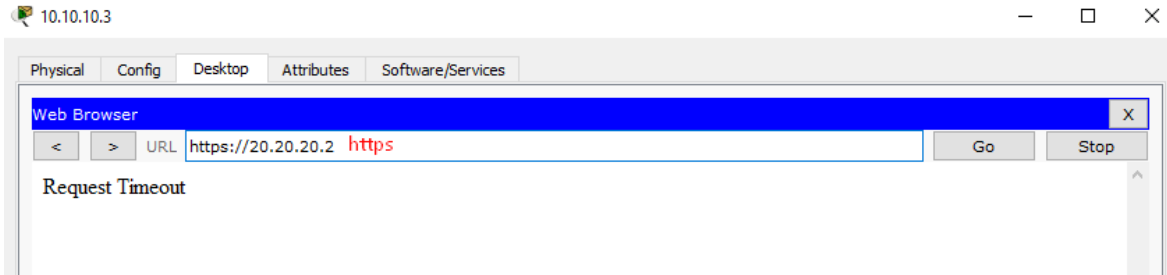 10.10.10.3
Physical Config Desktop Attributes Software/Services
Web Browser X
< > URL https://20.20.20.2 https Go Stop
Request Timeout